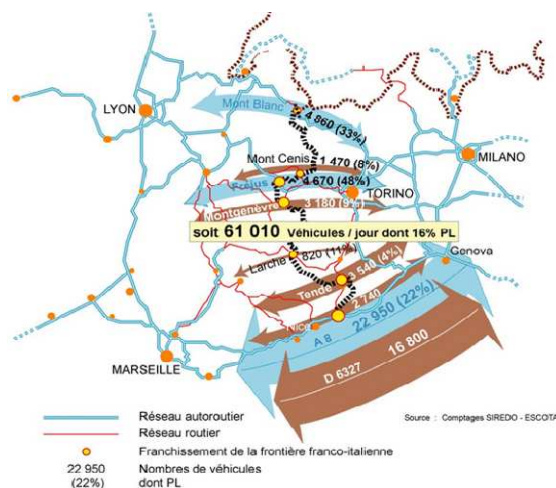 LYON
Mont Blanc
4 860 (33%)
Mont Cenis
1 470 (8%)
MILANO
Fréjus
4 670 (48%)
TORINO
Montgenèvre
3 180 (9%)
soit 61 010 Véhicules / jour dont 16% PL
Larche
820 (11%)
Genova
Tende
3 540 (4%)
2 740
Nice
A 8
22 950 (22%)
MARSEILLE
D 6327
16 800
Réseau autoroutier
Source : Comptages SIREDO - ESCOTA
Réseau routier
Franchissement de la frontière franco-italienne
22 950
Nombres de véhicules
(22%)
dont PL